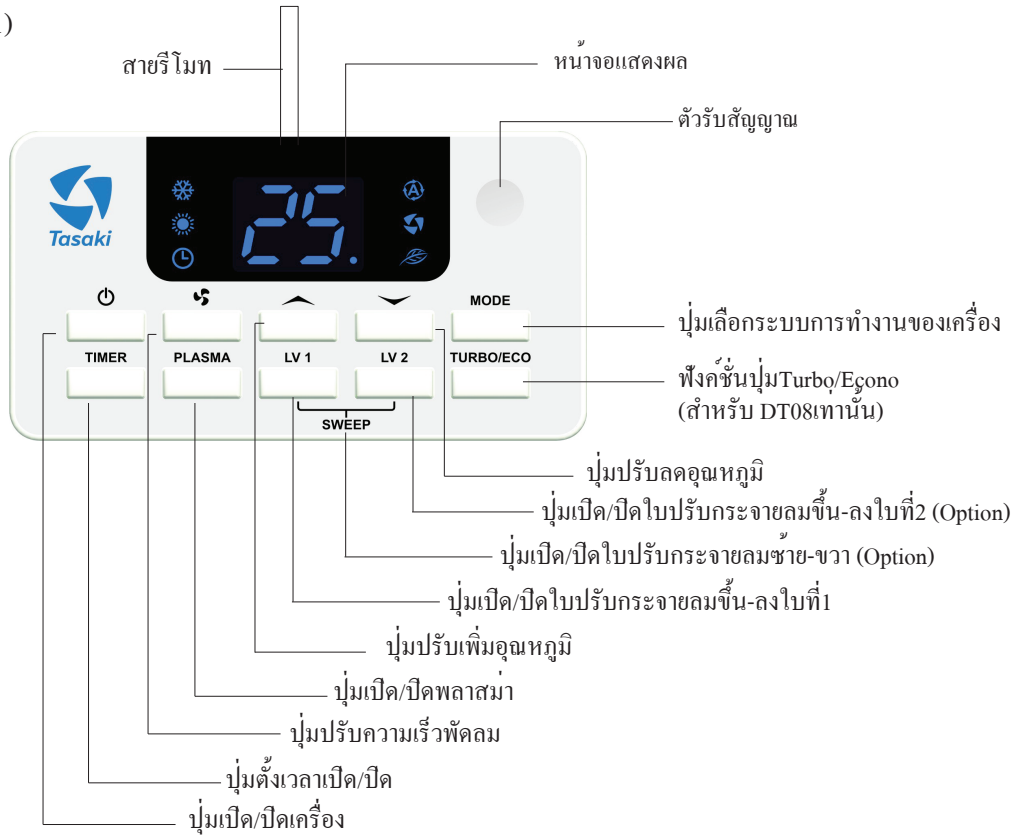 )
สายรีโมท
หน้าจอแสดงผล
ตัวรับสัญญาณ
Tasaki
25.
A
MODE
TIMER PLASMA LV 1 LV 2 TURBO/ECO
SWEEP
ปุ่มเลือกระบบการทำงานของเครื่อง
ฟังค์ชั่นปุ่มTurbo/Econo
(สำหรับ DT08เท่านั้น)
ปุ่มปรับลดอุณหภูมิ
ปุ่มเปิด/ปิดใบปรับกระจายลมขึ้น-ลงใบที่2 (Option)
ปุ่มเปิด/ปิดใบปรับกระจายลมซ้าย-ขวา (Option)
ปุ่มเปิด/ปิดใบปรับกระจายลมขึ้น-ลงใบที่1
ปุ่มปรับเพิ่มอุณหภูมิ
ปุ่มเปิด/ปิดพลาสม่า
ปุ่มปรับความเร็วพัดลม
ปุ่มตั้งเวลาเปิด/ปิด
ปุ่มเปิด/ปิดเครื่อง